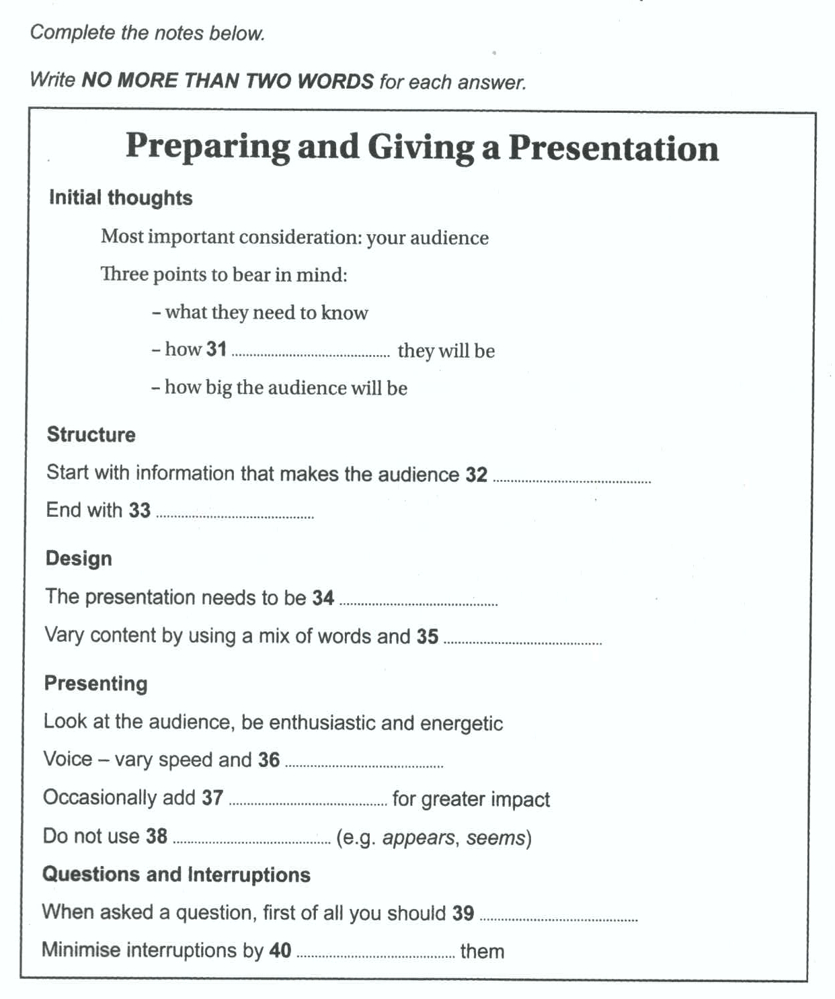 Complete the notes below.
Write NO MORE THAN TWO WORDS for each answer.
Preparing and Giving a Presentation
Initial thoughts
Most important consideration: your audience
Three points to bear in mind:
– what they need to know
– how 31 ........................................ they will be
– how big the audience will be
Structure
Start with information that makes the audience 32 ........................................
End with 33 ........................................
Design
The presentation needs to be 34 ........................................
Vary content by using a mix of words and 35 ........................................
Presenting
Look at the audience, be enthusiastic and energetic
Voice – vary speed and 36 ........................................
Occasionally add 37 ........................................ for greater impact
Do not use 38 ........................................ (e.g. appears, seems)
Questions and Interruptions
When asked a question, first of all you should 39 ........................................
Minimise interruptions by 40 ........................................ them